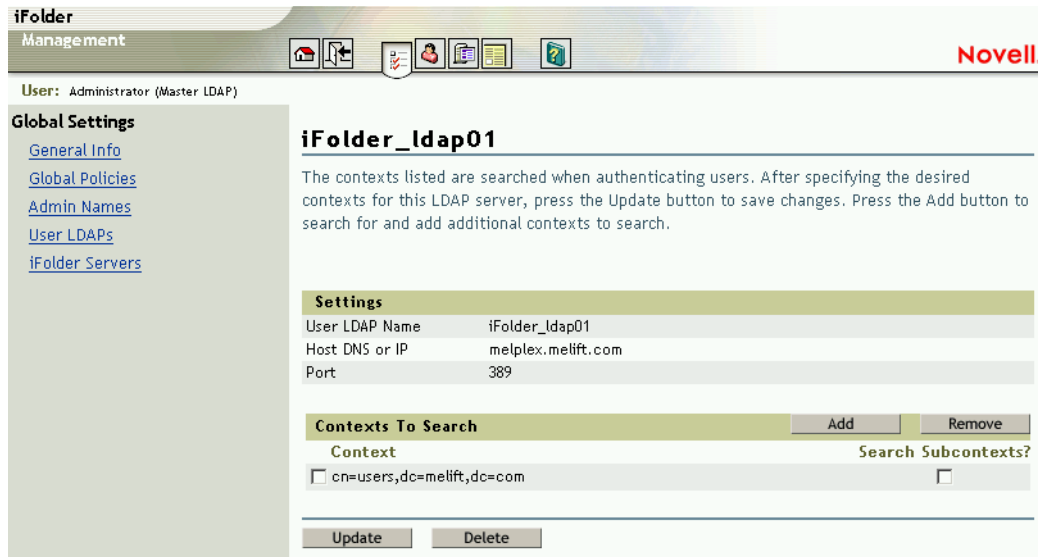 iFolder
Management
Novell.
User: Administrator (Master LDAP)
Global Settings
General Info
Global Policies
Admin Names
User LDAPs
iFolder Servers
iFolder_ldap01
The contexts listed are searched when authenticating users. After specifying the desired
contexts for this LDAP server, press the Update button to save changes. Press the Add button to
search for and add additional contexts to search.
Settings
User LDAP Name iFolder_ldap01
Host DNS or IP melplex.melift.com
Port 389
Contexts To Search Add Remove
Context Search Subcontexts?
cn=users,dc=melift,dc=com
Update Delete